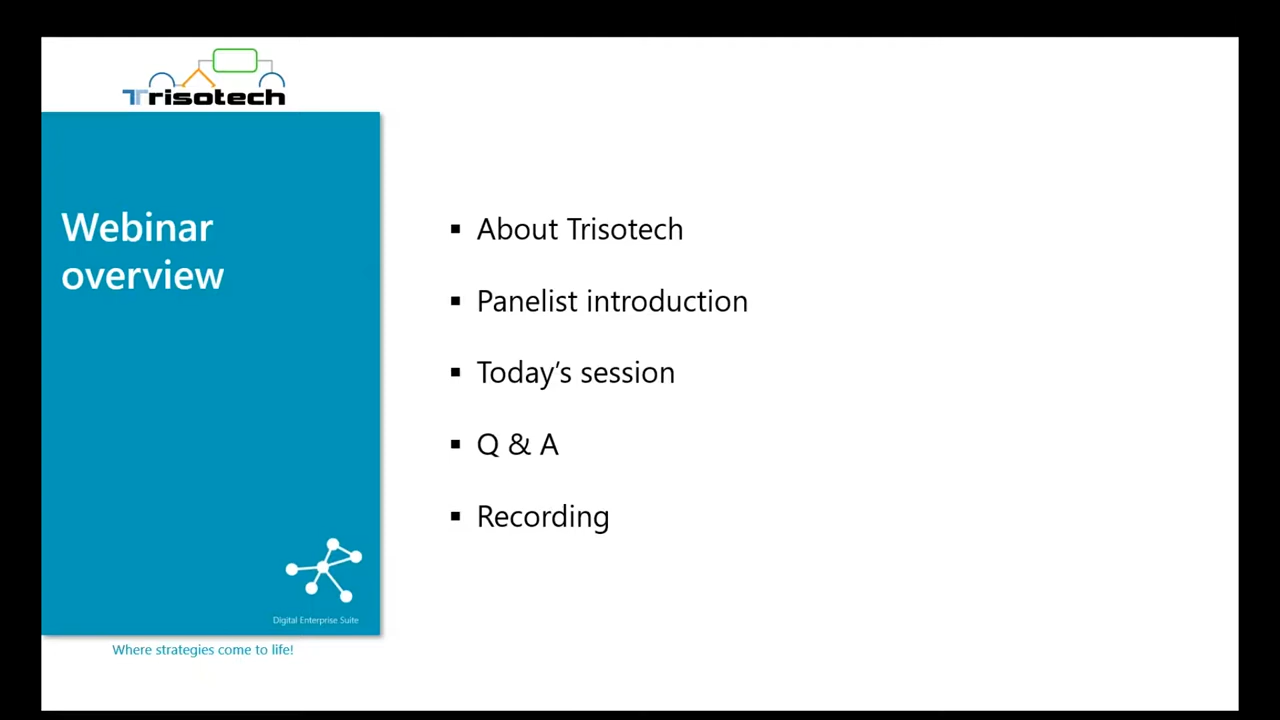 Trisotech
Webinar
overview
▪ About Trisotech
▪ Panelist introduction
▪ Today's session
▪ Q & A
▪ Recording
Digital Enterprise Suite
Where strategies come to life!